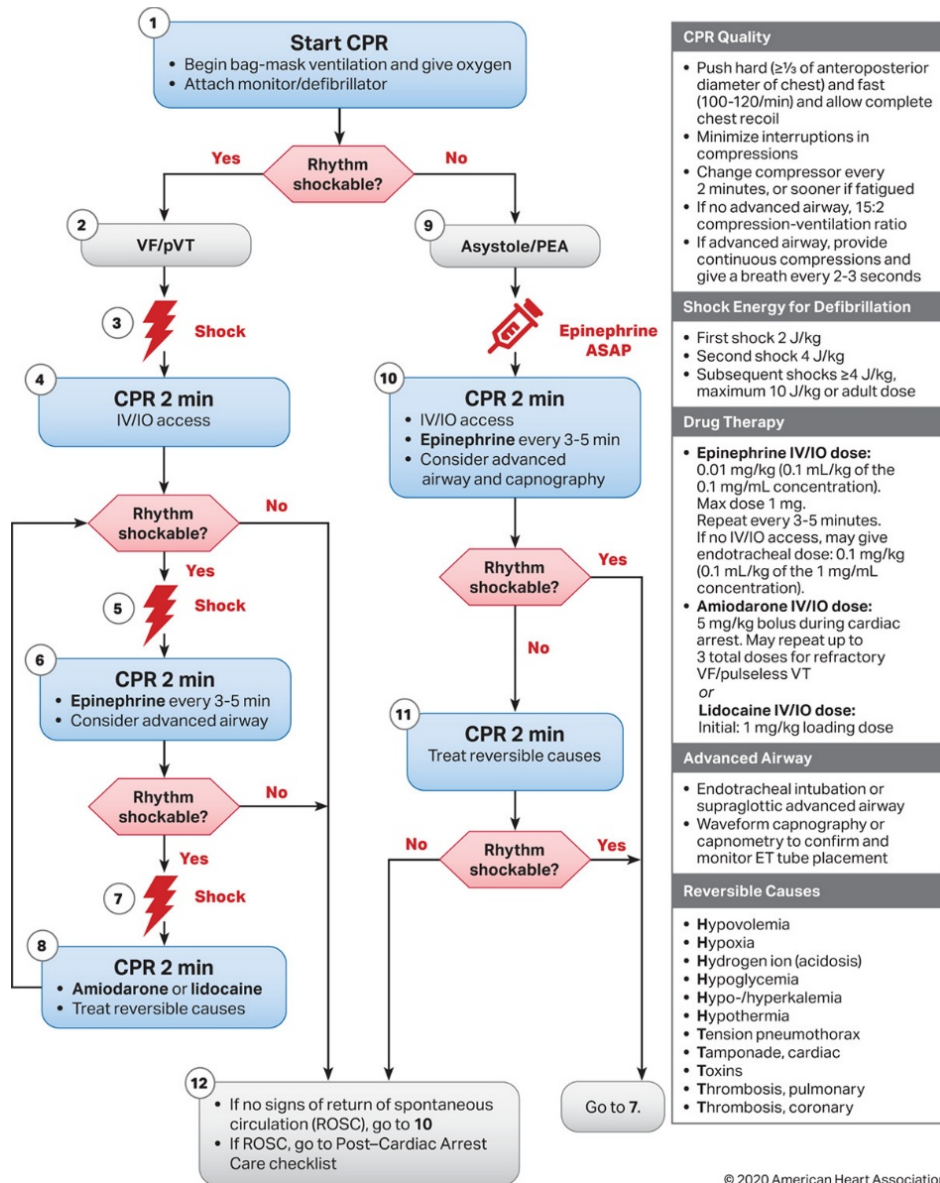 1
Start CPR
• Begin bag-mask ventilation and give oxygen
• Attach monitor/defibrillator
Rhythm
shockable?
Yes
No
2
VF/pVT
3
Shock
4
CPR 2 min
IV/IO access
Rhythm
shockable?
No
Yes
5
Shock
6
CPR 2 min
• Epinephrine every 3-5 min
• Consider advanced airway
Rhythm
shockable?
No
Yes
7
Shock
8
CPR 2 min
• Amiodarone or lidocaine
• Treat reversible causes
9
Asystole/PEA
Epinephrine
ASAP
10
CPR 2 min
• IV/IO access
• Epinephrine every 3-5 min
• Consider advanced
airway and capnography
Rhythm
shockable?
Yes
No
11
CPR 2 min
Treat reversible causes
Rhythm
shockable?
No
Yes
12
• If no signs of return of spontaneous
circulation (ROSC), go to 10
• If ROSC, go to Post–Cardiac Arrest
Care checklist
Go to 7.
CPR Quality
• Push hard (≥⅓ of anteroposterior
diameter of chest) and fast
(100-120/min) and allow complete
chest recoil
• Minimize interruptions in
compressions
• Change compressor every
2 minutes, or sooner if fatigued
• If no advanced airway, 15:2
compression-ventilation ratio
• If advanced airway, provide
continuous compressions and
give a breath every 2-3 seconds
Shock Energy for Defibrillation
• First shock 2 J/kg
• Second shock 4 J/kg
• Subsequent shocks ≥4 J/kg,
maximum 10 J/kg or adult dose
Drug Therapy
• Epinephrine IV/IO dose:
0.01 mg/kg (0.1 mL/kg of the
0.1 mg/mL concentration).
Max dose 1 mg.
Repeat every 3-5 minutes.
If no IV/IO access, may give
endotracheal dose: 0.1 mg/kg
(0.1 mL/kg of the 1 mg/mL
concentration).
• Amiodarone IV/IO dose:
5 mg/kg bolus during cardiac
arrest. May repeat up to
3 total doses for refractory
VF/pulseless VT
or
Lidocaine IV/IO dose:
Initial: 1 mg/kg loading dose
Advanced Airway
• Endotracheal intubation or
supraglottic advanced airway
• Waveform capnography or
capnometry to confirm and
monitor ET tube placement
Reversible Causes
• Hypovolemia
• Hypoxia
• Hydrogen ion (acidosis)
• Hypoglycemia
• Hypo-/hyperkalemia
• Hypothermia
• Tension pneumothorax
• Tamponade, cardiac
• Toxins
• Thrombosis, pulmonary
• Thrombosis, coronary
© 2020 American Heart Association